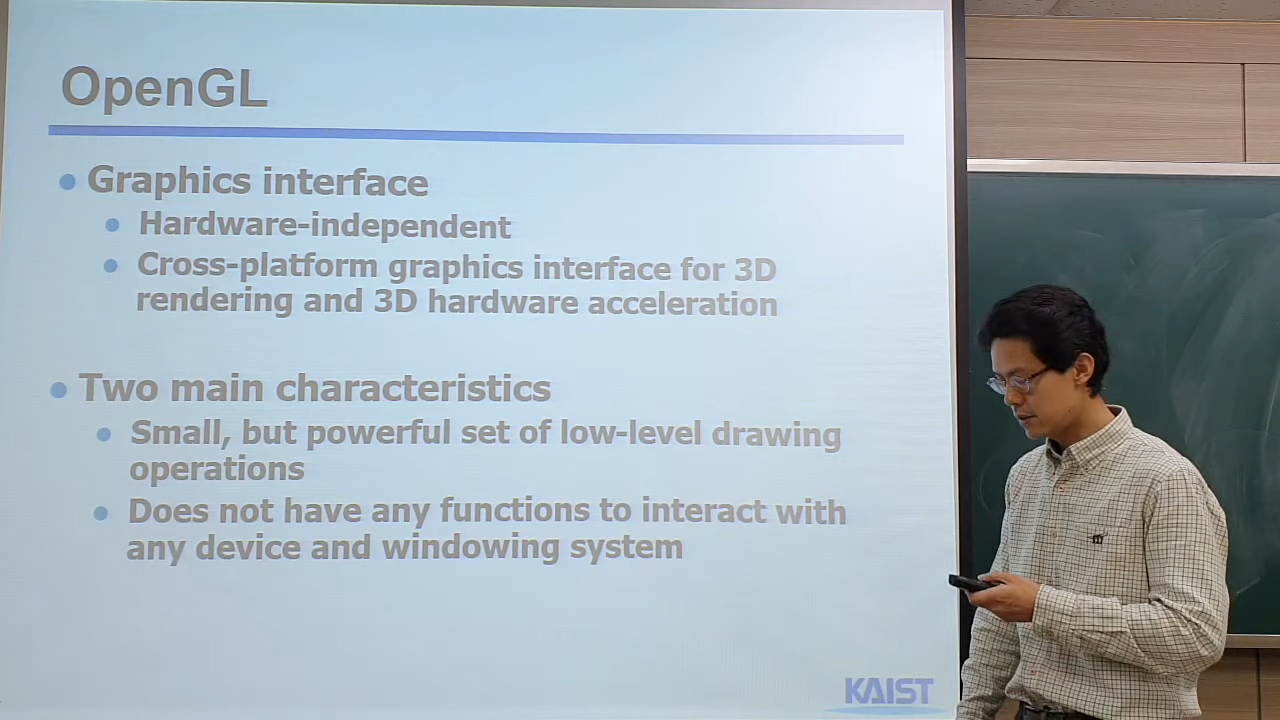 OpenGL
Graphics interface
Hardware-independent
Cross-platform graphics interface for 3D
rendering and 3D hardware acceleration
Two main characteristics
Small, but powerful set of low-level drawing
operations
Does not have any functions to interact with
any device and windowing system
KAIST